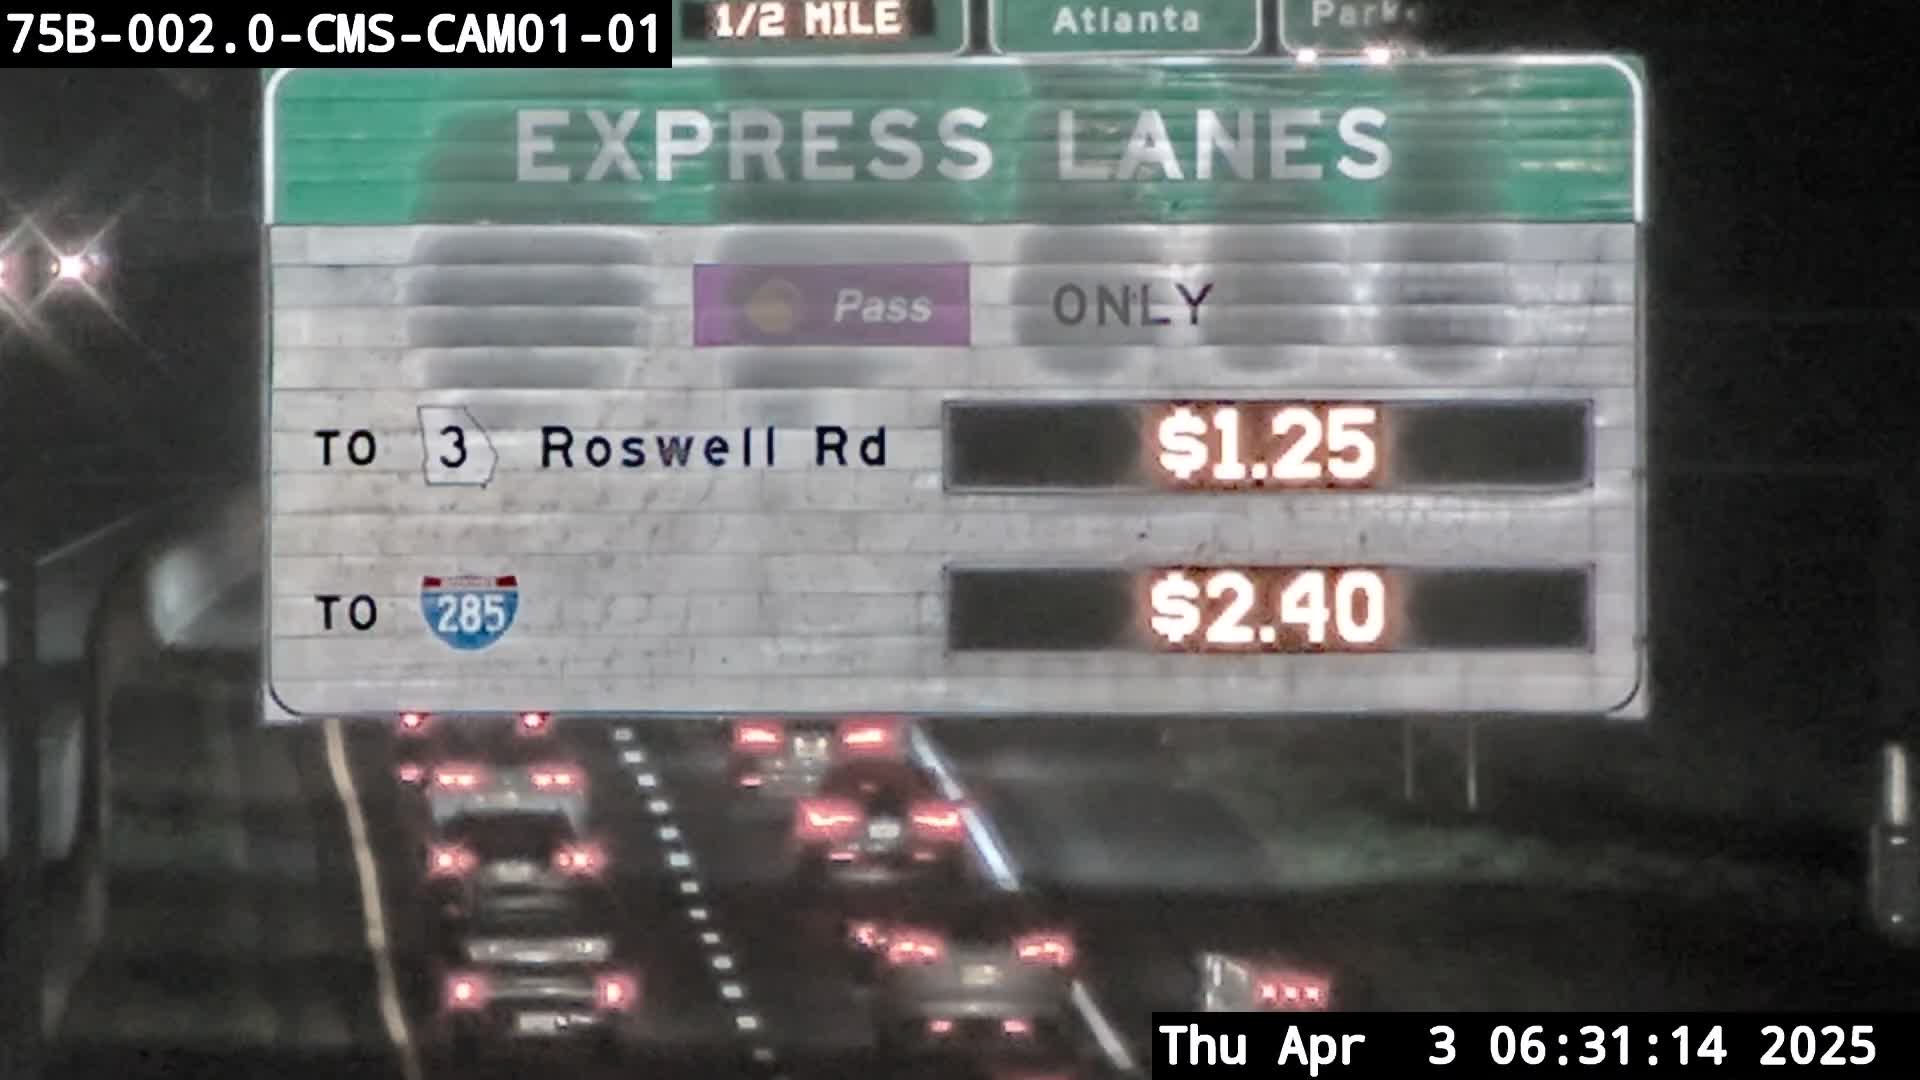 75B-002.0-CMS-CAM01-01
1/2 MILE
Atlanta
EXPRESS LANES
Pass ONLY
TO 3 Roswell Rd $1.25
TO 285 $2.40
Thu Apr 3 06:31:14 2025